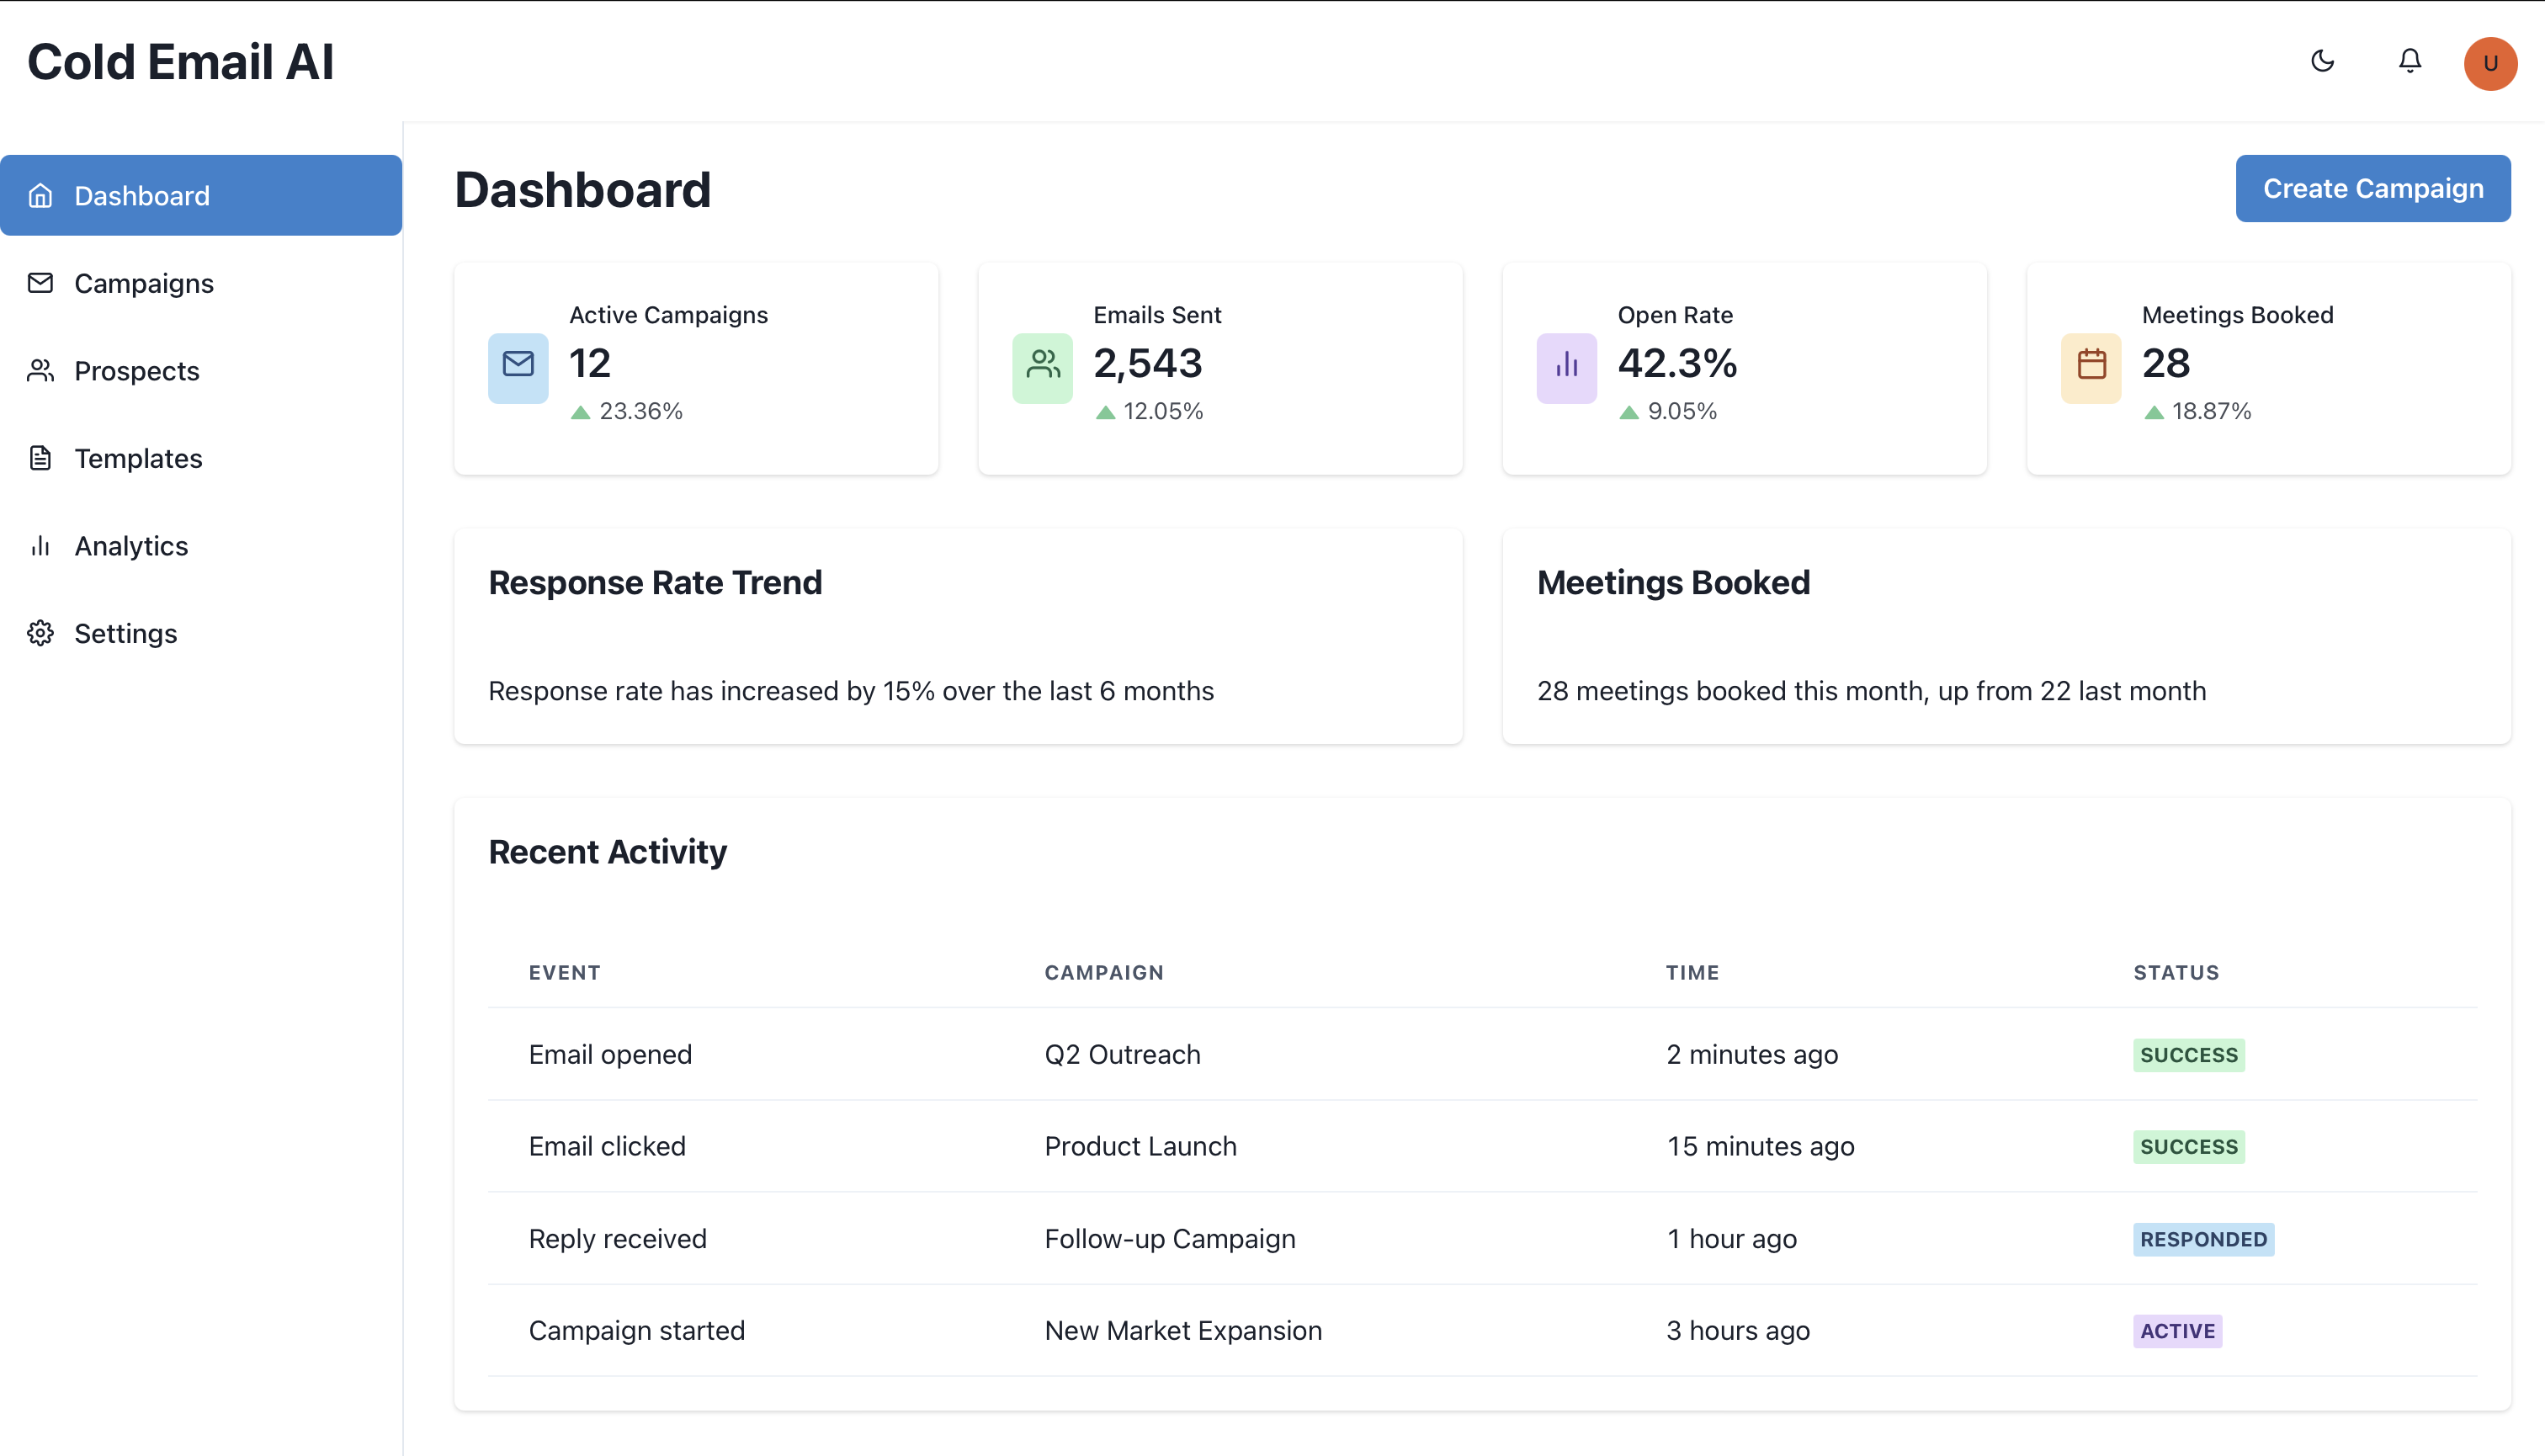 Cold Email AI
U
Dashboard
Campaigns
Prospects
Templates
Analytics
Settings
Dashboard
Create Campaign
Active Campaigns
12
23.36%
Emails Sent
2,543
12.05%
Open Rate
42.3%
9.05%
Meetings Booked
28
18.87%
Response Rate Trend
Response rate has increased by 15% over the last 6 months
Meetings Booked
28 meetings booked this month, up from 22 last month
Recent Activity
EVENT CAMPAIGN TIME STATUS
Email opened Q2 Outreach 2 minutes ago SUCCESS
Email clicked Product Launch 15 minutes ago SUCCESS
Reply received Follow-up Campaign 1 hour ago RESPONDED
Campaign started New Market Expansion 3 hours ago ACTIVE